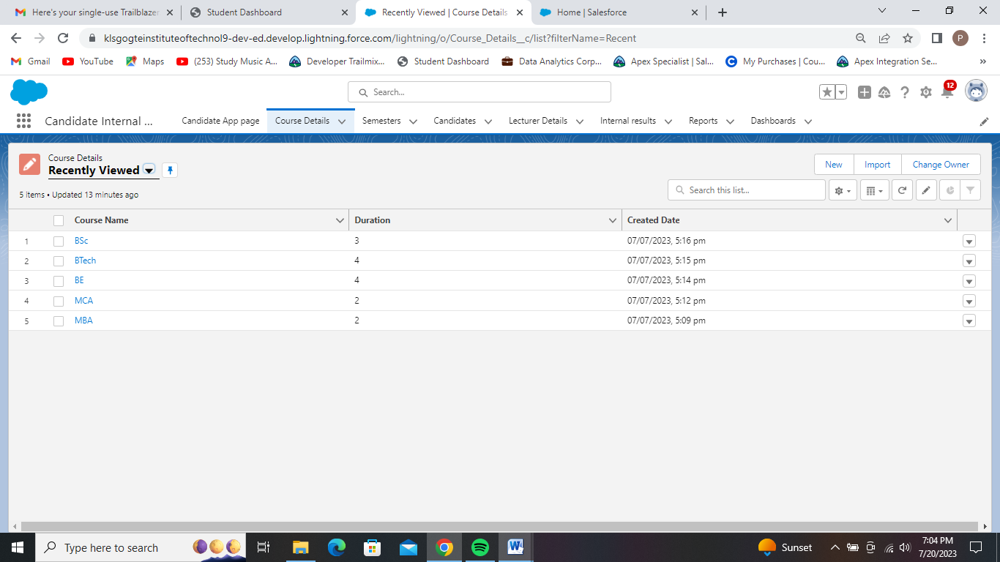 Here's your single-use Trailblazer
Student Dashboard
Recently Viewed | Course Details
Home | Salesforce
klsgogteinstituteoftechnol9-dev-ed.develop.lightning.force.com/lightning/o/Course_Details__c/list?filterName=Recent
P
Gmail YouTube Maps (253) Study Music A... Developer Trailmix... Student Dashboard Data Analytics Corp... Apex Specialist | Sal... My Purchases | Cou... Apex Integration Se... »
Search...
12
Candidate Internal ... Candidate App page Course Details Semesters Candidates Lecturer Details Internal results Reports Dashboards
Course Details
Recently Viewed
New Import Change Owner
5 items • Updated 13 minutes ago
Search this list...
Course Name Duration Created Date
1 BSc 3 07/07/2023, 5:16 pm
2 BTech 4 07/07/2023, 5:15 pm
3 BE 4 07/07/2023, 5:14 pm
4 MCA 2 07/07/2023, 5:12 pm
5 MBA 2 07/07/2023, 5:09 pm
Type here to search
Sunset
7:04 PM
7/20/2023